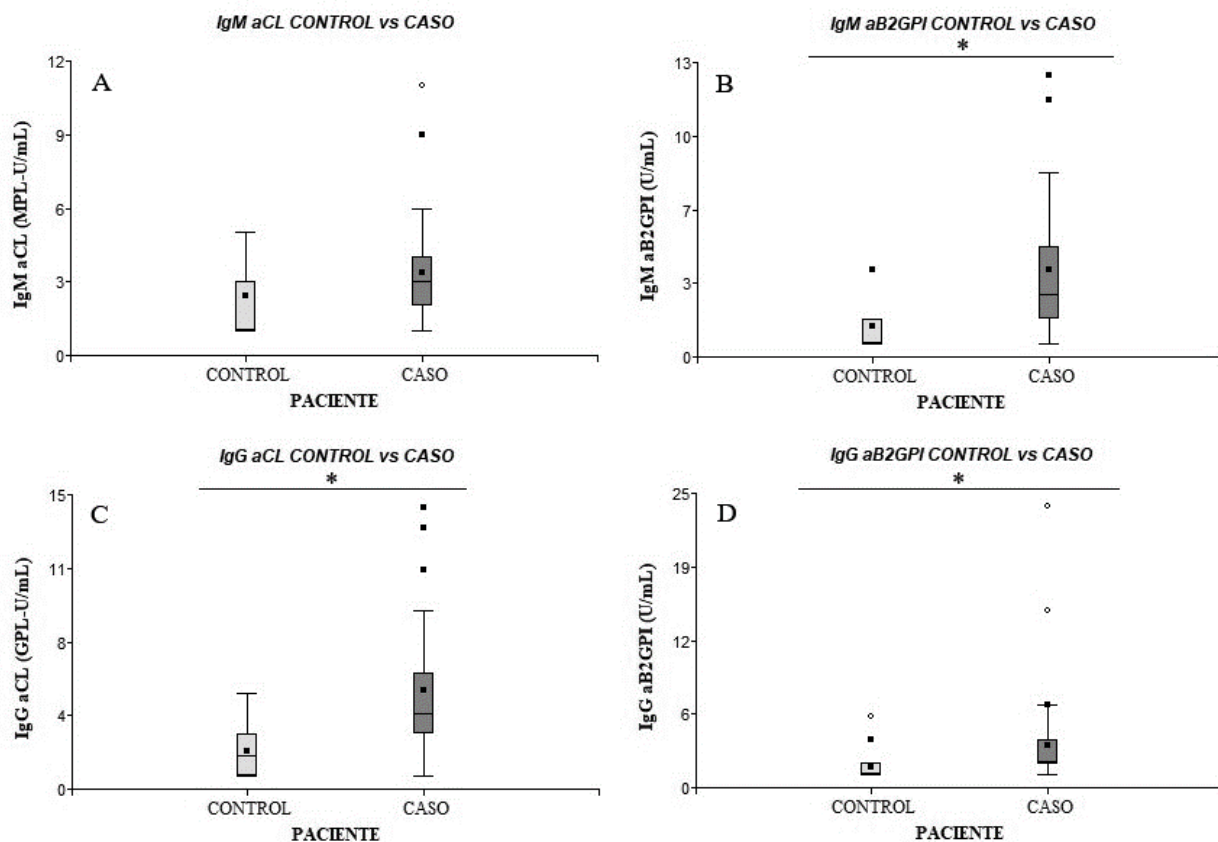 IgM aCL CONTROL vs CASO
A
IgM aCL (MPL-U/mL)
12
9
6
3
0
CONTROL CASO
PACIENTE
IgM aB2GPI CONTROL vs CASO
*
B
IgM aB2GPI (U/mL)
13
10
7
3
0
CONTROL CASO
PACIENTE
IgG aCL CONTROL vs CASO
*
C
IgG aCL (GPL-U/mL)
15
11
8
4
0
CONTROL CASO
PACIENTE
IgG aB2GPI CONTROL vs CASO
*
D
IgG aB2GPI (U/mL)
25
19
12
6
0
CONTROL CASO
PACIENTE